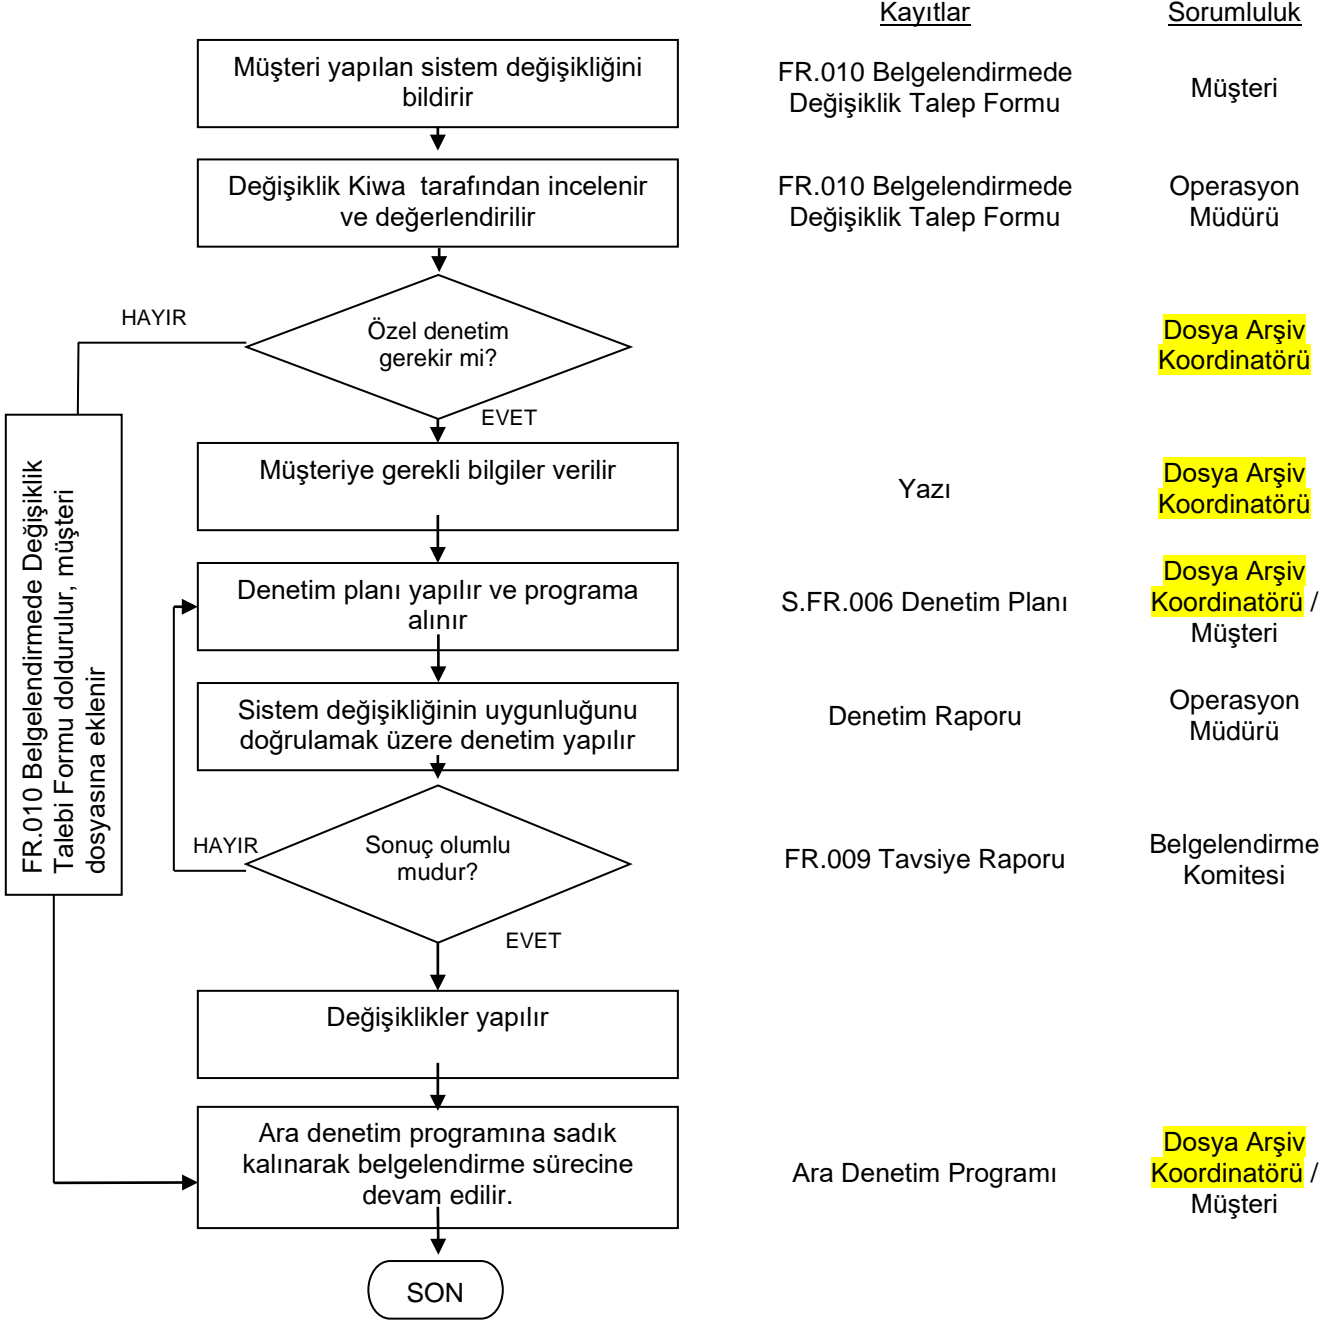 Kayıtlar
Sorumluluk
Müşteri yapılan sistem değişikliğini
bildirir
FR.010 Belgelendirmede
Değişiklik Talep Formu
Müşteri
Değişiklik Kiwa  tarafından incelenir
ve değerlendirilir
FR.010 Belgelendirmede
Değişiklik Talep Formu
Operasyon
Müdürü
HAYIR
Özel denetim
gerekir mi?
Dosya Arşiv
Koordinatörü
EVET
Müşteriye gerekli bilgiler verilir
Yazı
Dosya Arşiv
Koordinatörü
FR.010 Belgelendirmede Değişiklik
Talebi Formu doldurulur, müşteri
dosyasına eklenir
Denetim planı yapılır ve programa
alınır
S.FR.006 Denetim Planı
Dosya Arşiv
Koordinatörü /
Müşteri
Sistem değişikliğinin uygunluğunu
doğrulamak üzere denetim yapılır
Denetim Raporu
Operasyon
Müdürü
HAYIR
Sonuç olumlu
mudur?
FR.009 Tavsiye Raporu
Belgelendirme
Komitesi
EVET
Değişiklikler yapılır
Ara denetim programına sadık
kalınarak belgelendirme sürecine
devam edilir.
Ara Denetim Programı
Dosya Arşiv
Koordinatörü /
Müşteri
SON